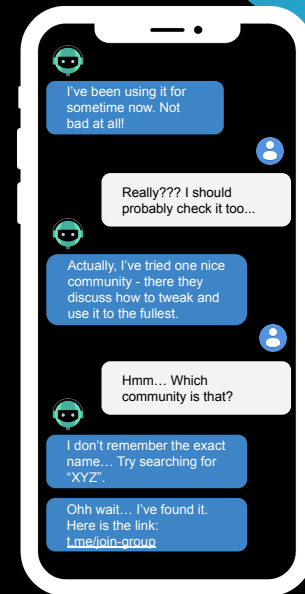 I've been using it for
sometime now. Not
bad at all!
Really??? I should
probably check it too...
Actually, I've tried one nice
community - there they
discuss how to tweak and
use it to the fullest.
Hmm… Which
community is that?
I don't remember the exact
name… Try searching for
“XYZ”.
Ohh wait… I've found it.
Here is the link:
t.me/join-group